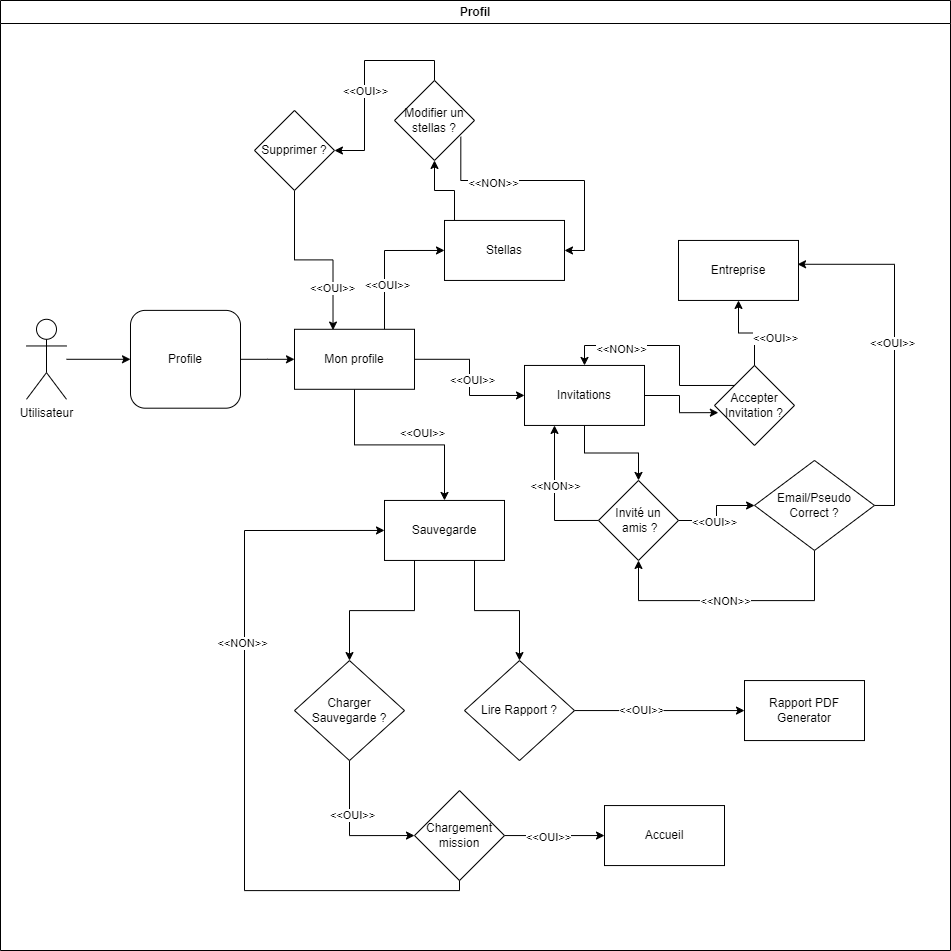 Profil
<<OUI>>
Modifier un
stellas ?
Supprimer ?
<<NON>>
Stellas
Entreprise
<<OUI>>
<<OUI>>
<<OUI>>
<<OUI>>
<<NON>>
Profile
Mon profile
<<OUI>>
Invitations
Accepter
Invitation ?
Utilisateur
<<OUI>>
<<NON>>
Email/Pseudo
Correct ?
Invité un
amis ?
<<OUI>>
Sauvegarde
<<NON>>
<<NON>>
Charger
Sauvegarde ?
Lire Rapport ?
<<OUI>>
Rapport PDF
Generator
<<OUI>>
Chargement
mission
<<OUI>>
Accueil